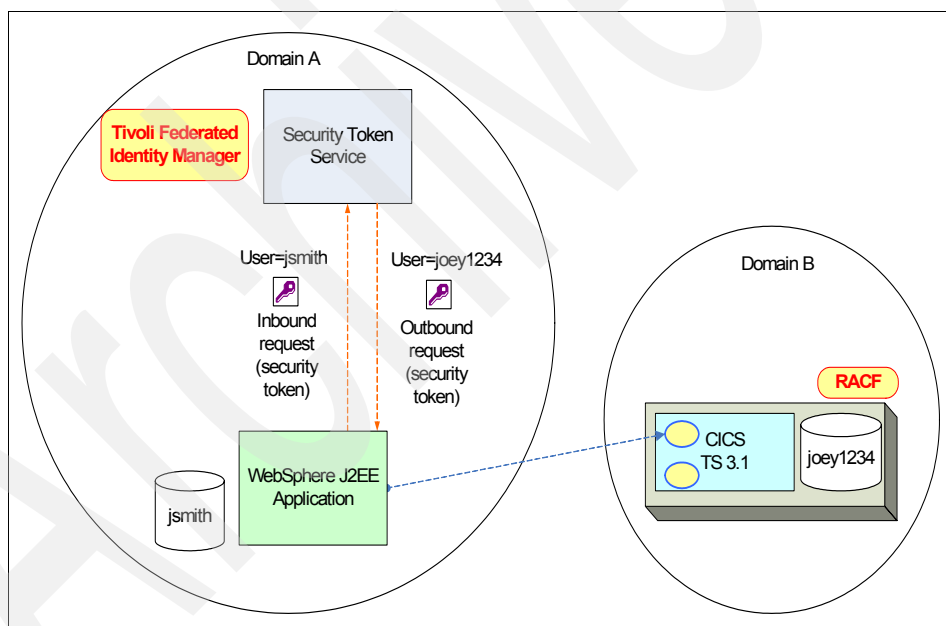 Domain A
Tivoli Federated
Identity Manager
Security Token
Service
User=jsmith
Inbound
request
(security
token)
User=joey1234
Outbound
request
(security
token)
jsmith
WebSphere J2EE
Application
Domain B
RACF
CICS
TS 3.1
joey1234
Archive